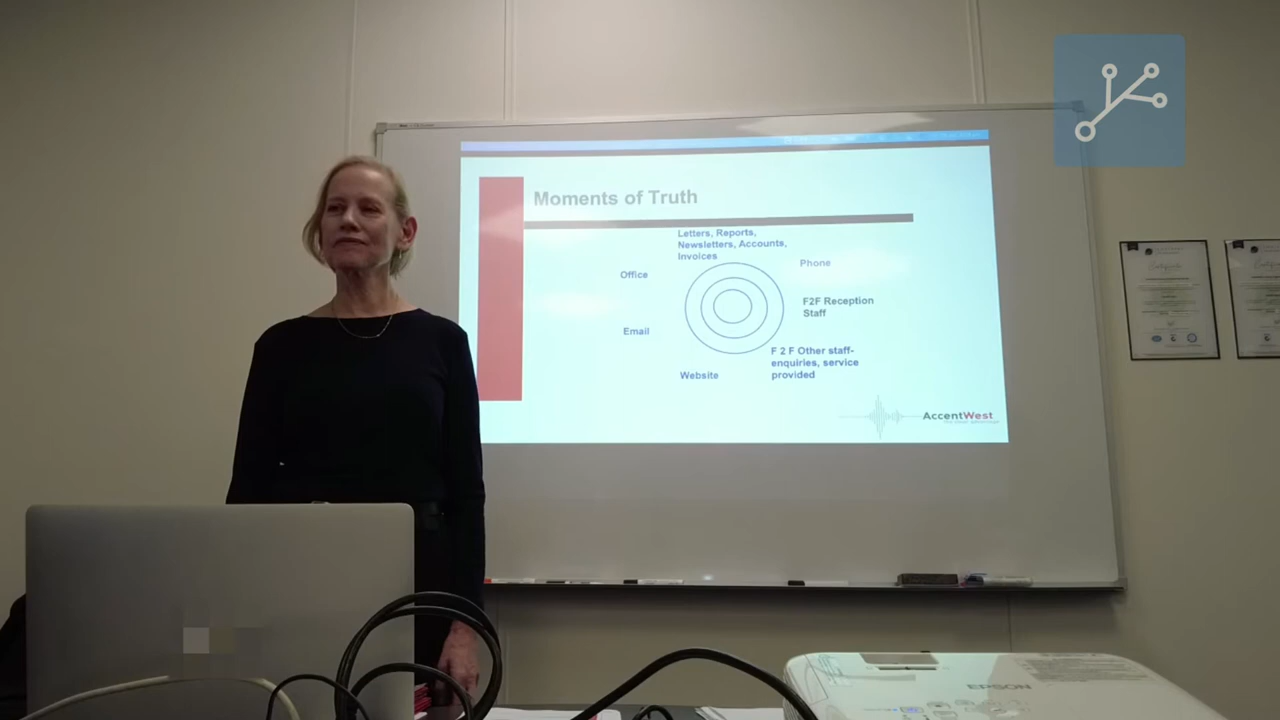 Moments of Truth
Letters, Reports,
Newsletters, Accounts,
Invoices
Office
Phone
F2F Reception
Staff
Email
F 2 F Other staff-
enquiries, service
provided
Website
AccentWest
EPSON